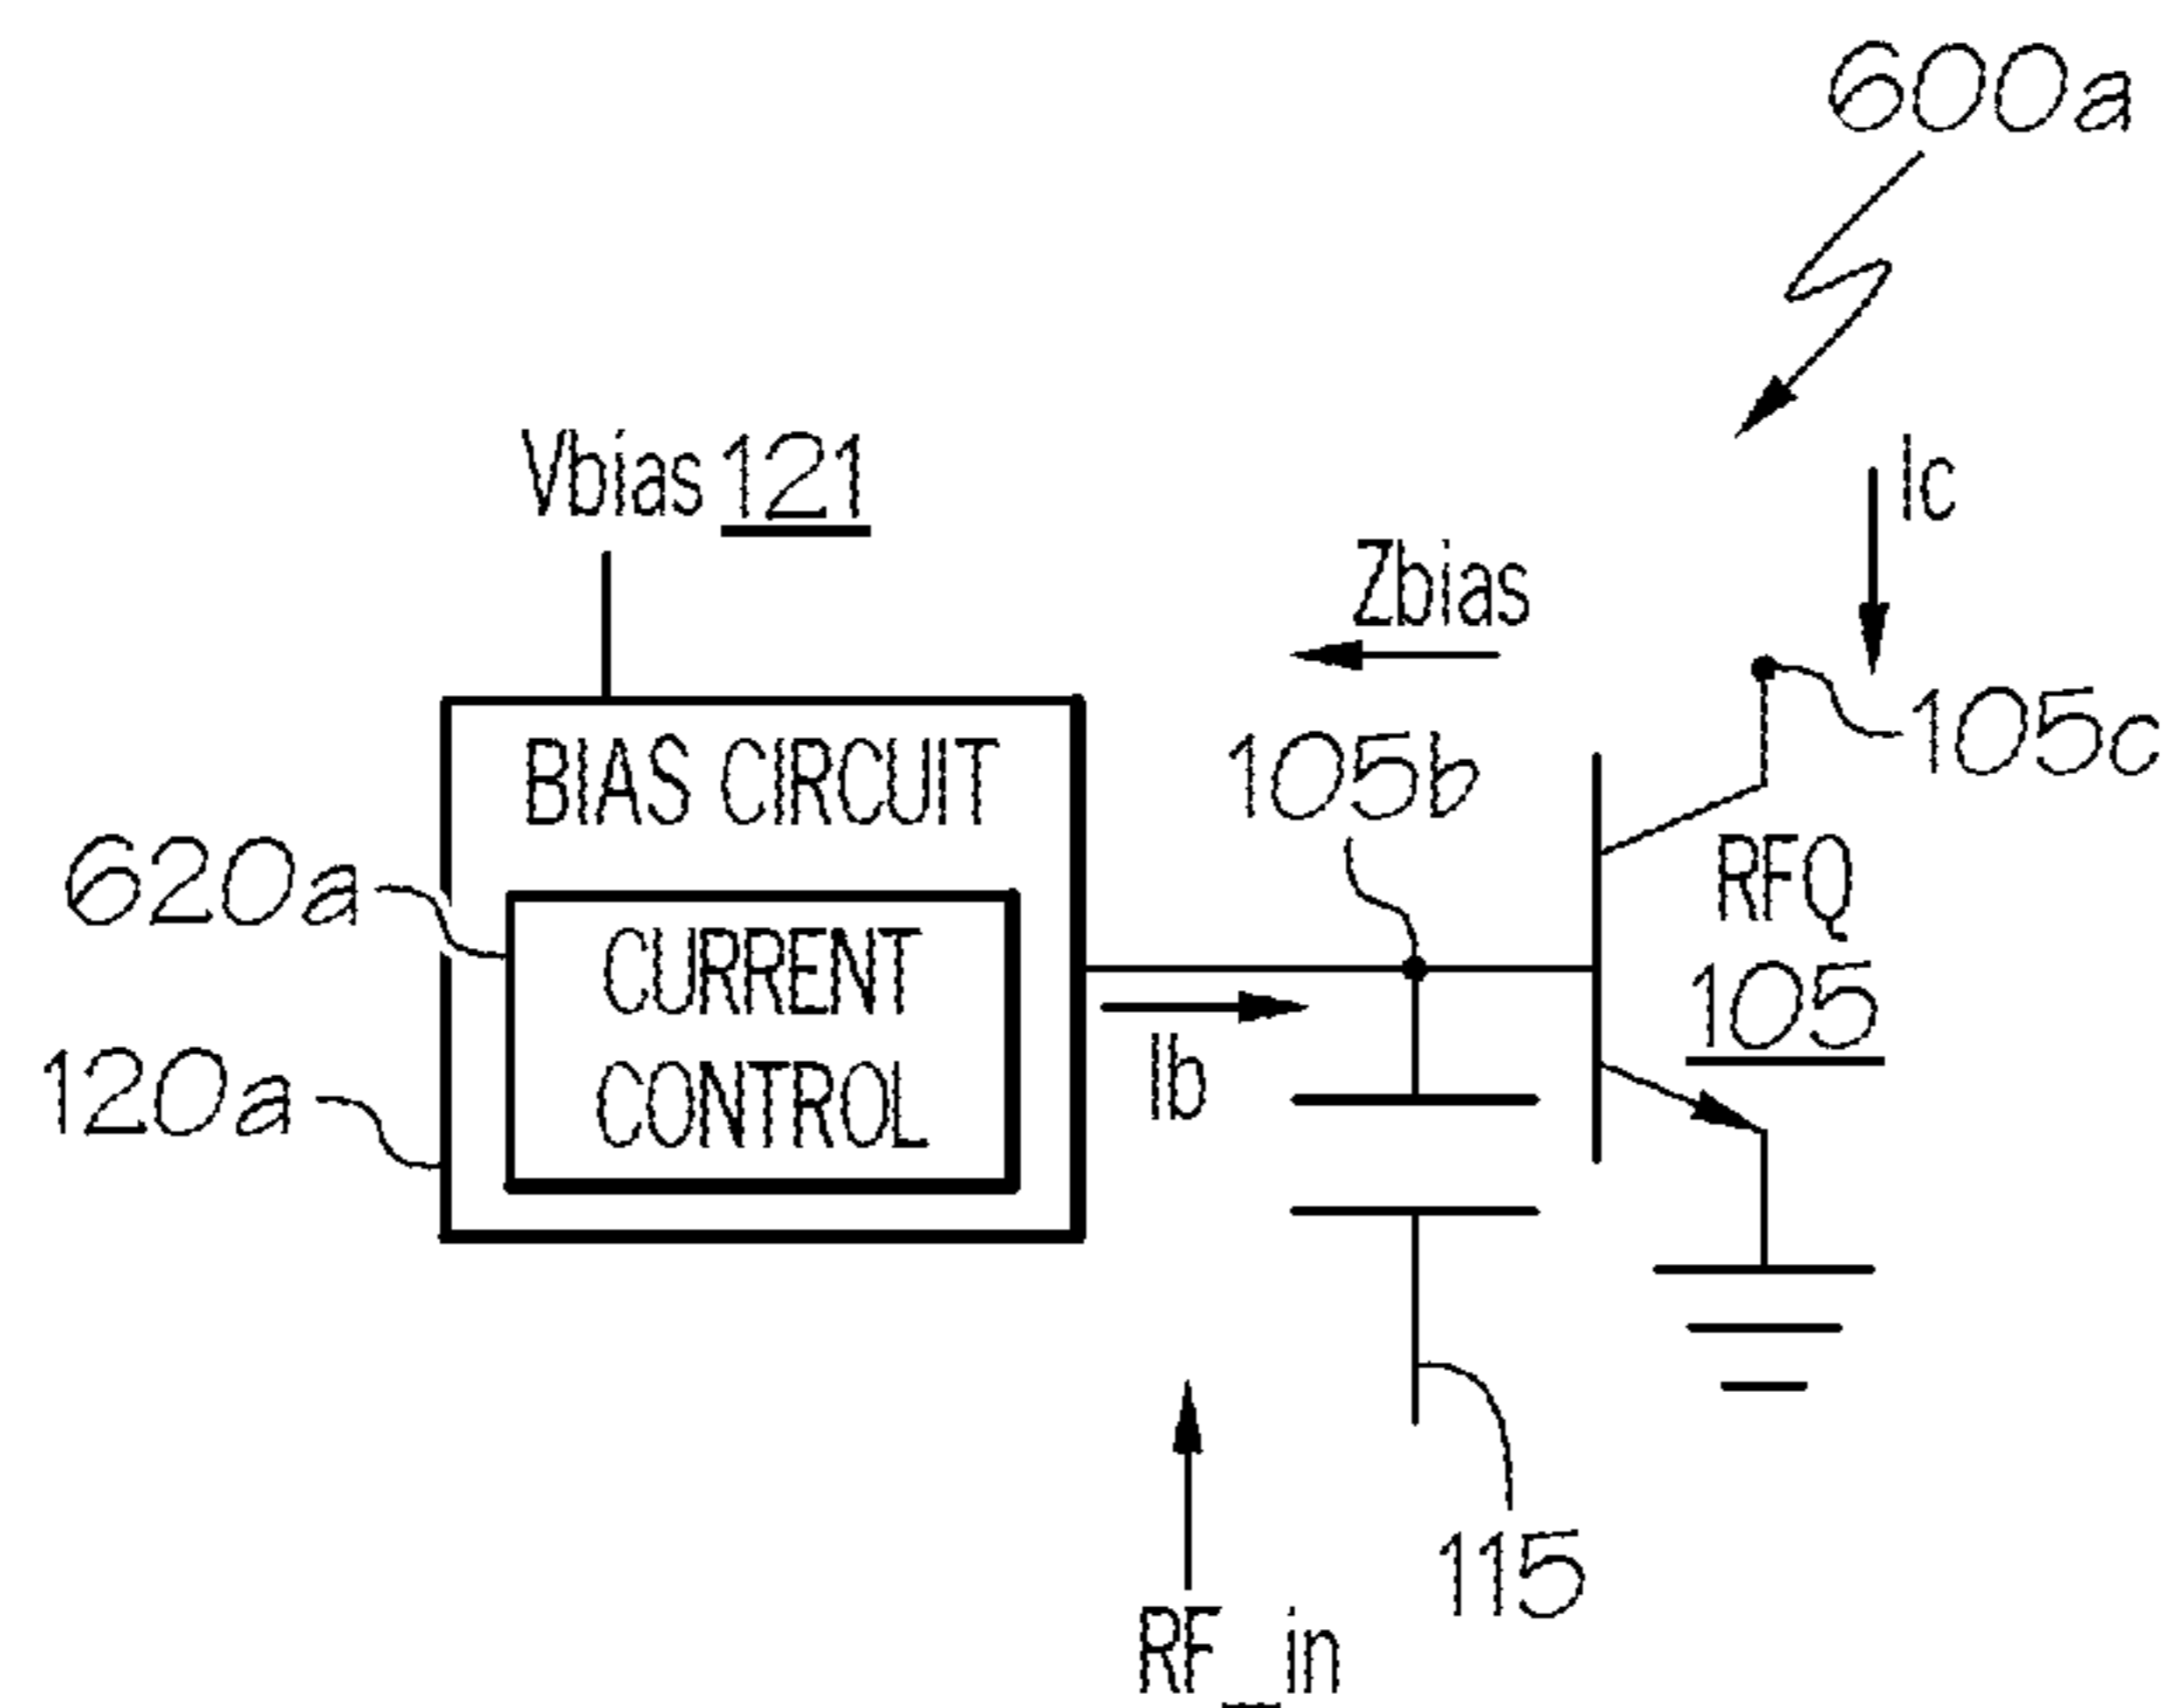 600a
Ic
Vbias 121
Zbias
105c
BIAS CIRCUIT
105b
RFQ
105
620a
CURRENT
CONTROL
120a
Ib
115
RF_in